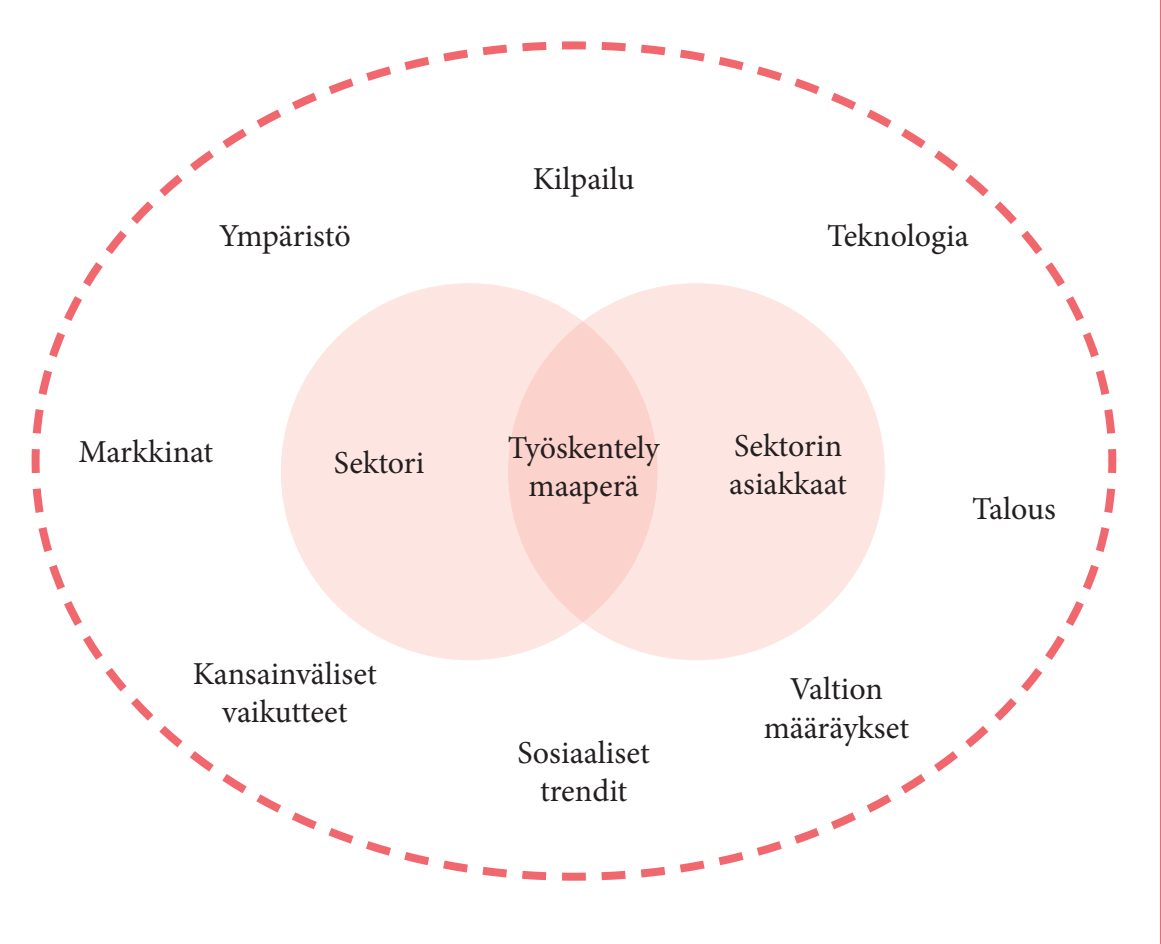 Kilpailu
Ympäristö
Teknologia
Markkinat
Sektori
Työskentely
maaperä
Sektorin
asiakkaat
Talous
Kansainväliset
vaikutteet
Valtion
määräykset
Sosiaaliset
trendit